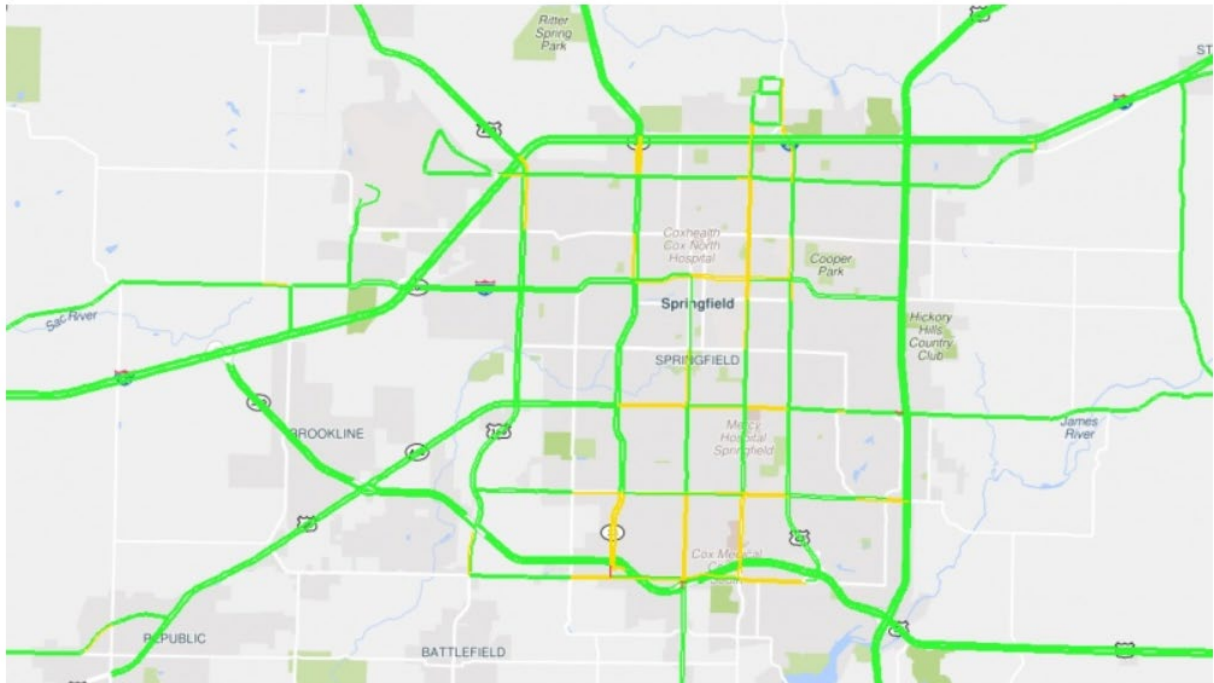 Ritter
Spring
Park
ST
Coxhealth
Cox North
Hospital
Cooper
Park
Springfield
Sac River
Hickory
Hills
Country
Club
SPRINGFIELD
BROOKLINE
Mercy
Hospital
Springfield
James
River
Cox Medical
South
REPUBLIC
BATTLEFIELD